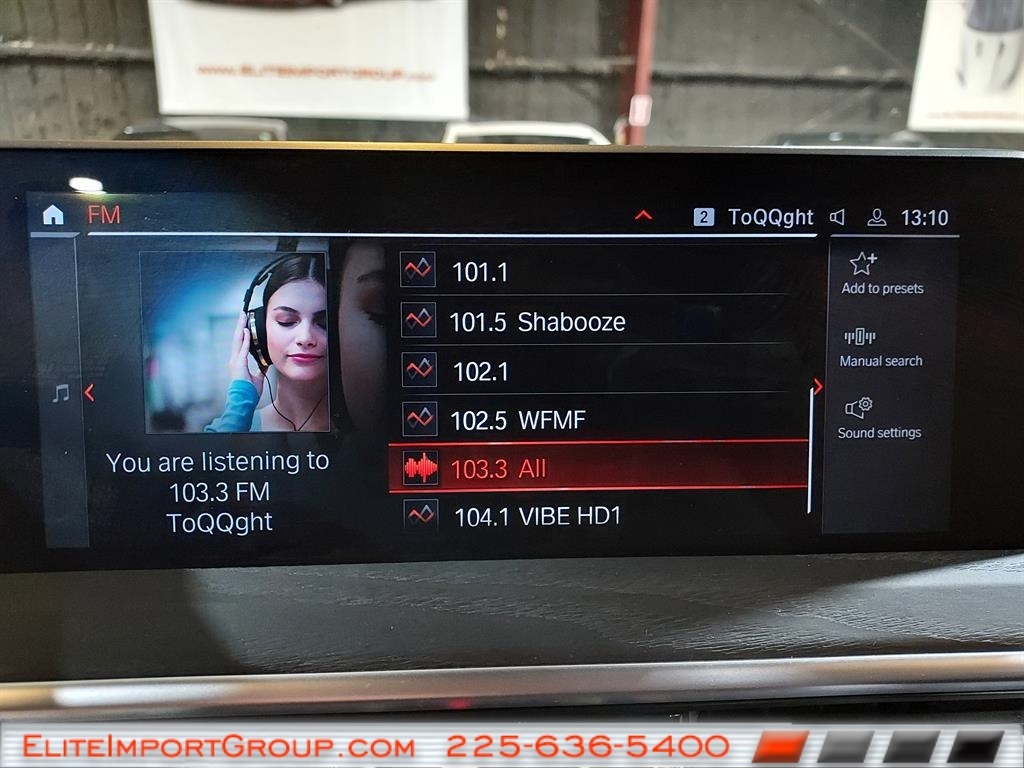 www.EliteImportGroup.com
FM
2 ToQQght 13:10
101.1
101.5 Shabooze
102.1
102.5 WFMF
103.3 All
104.1 VIBE HD1
You are listening to
103.3 FM
ToQQght
Add to presets
Manual search
Sound settings
EliteImportGroup.com 225-636-5400